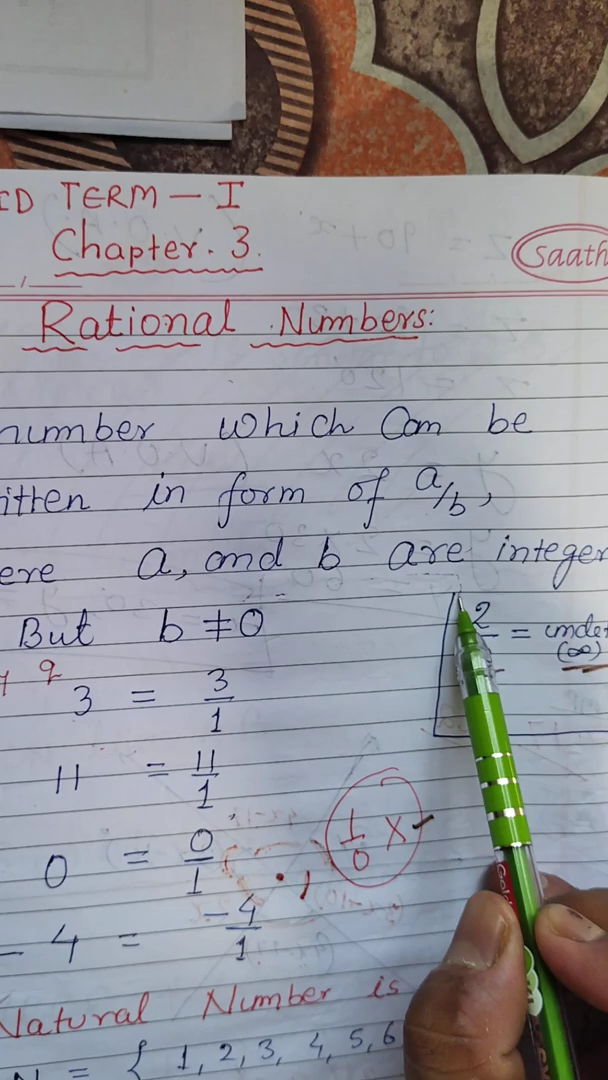 TERM - I
Chapter. 3.
Saath
Rational Numbers:
number which Can be
itten in form of a/b,
ere a, and b are integer
But b ≠ 0
2 = undef
(∞)
9
3 = 3/1
11 = 11/1
1/0 ×
0 = 0/1
- 4 = -4/1
Natural Number is
N = { 1, 2, 3, 4, 5, 6